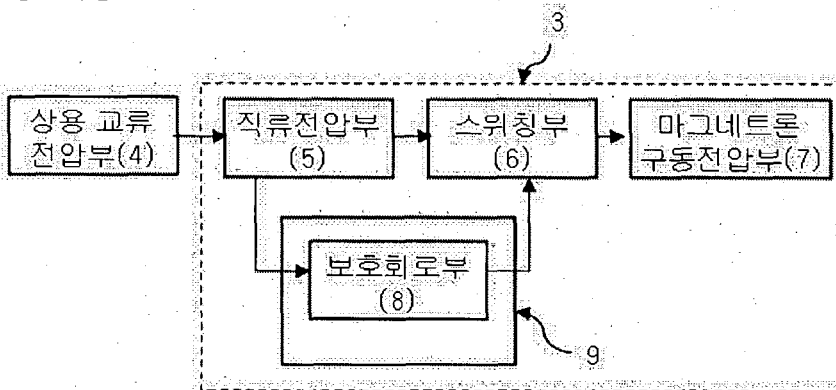 3
상용 교류
전압부(4)
직류전압부
(5)
스위칭부
(6)
마그네트론
구동전압부(7)
보호회로부
(8)
9